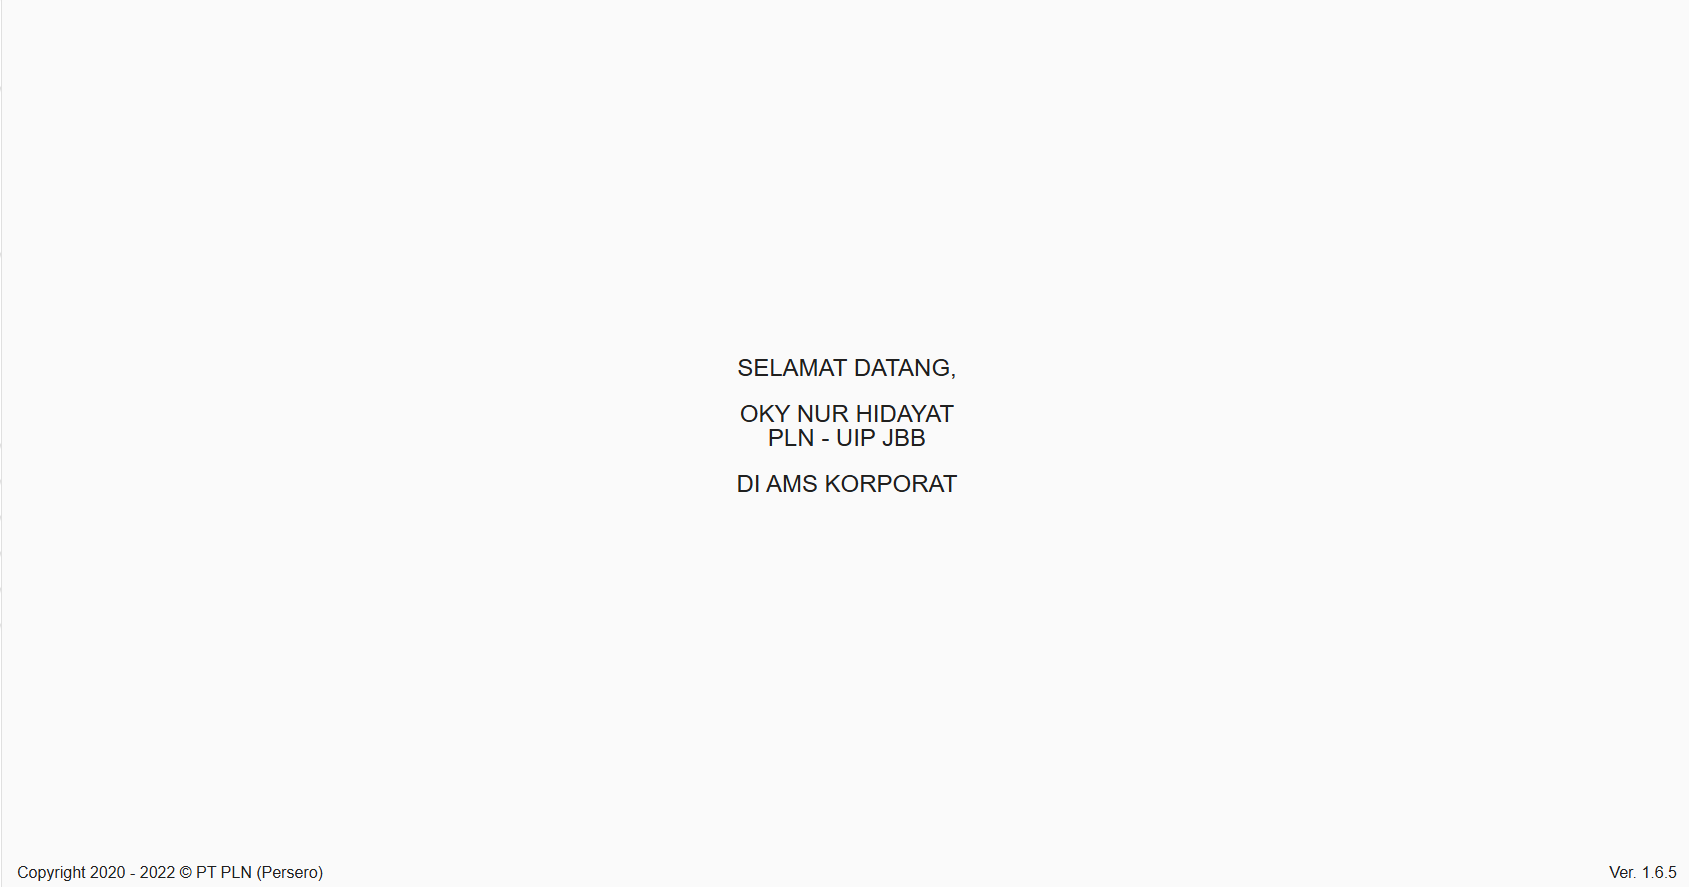 SELAMAT DATANG,
OKY NUR HIDAYAT
PLN - UIP JBB
DI AMS KORPORAT
Copyright 2020 - 2022 © PT PLN (Persero)
Ver. 1.6.5